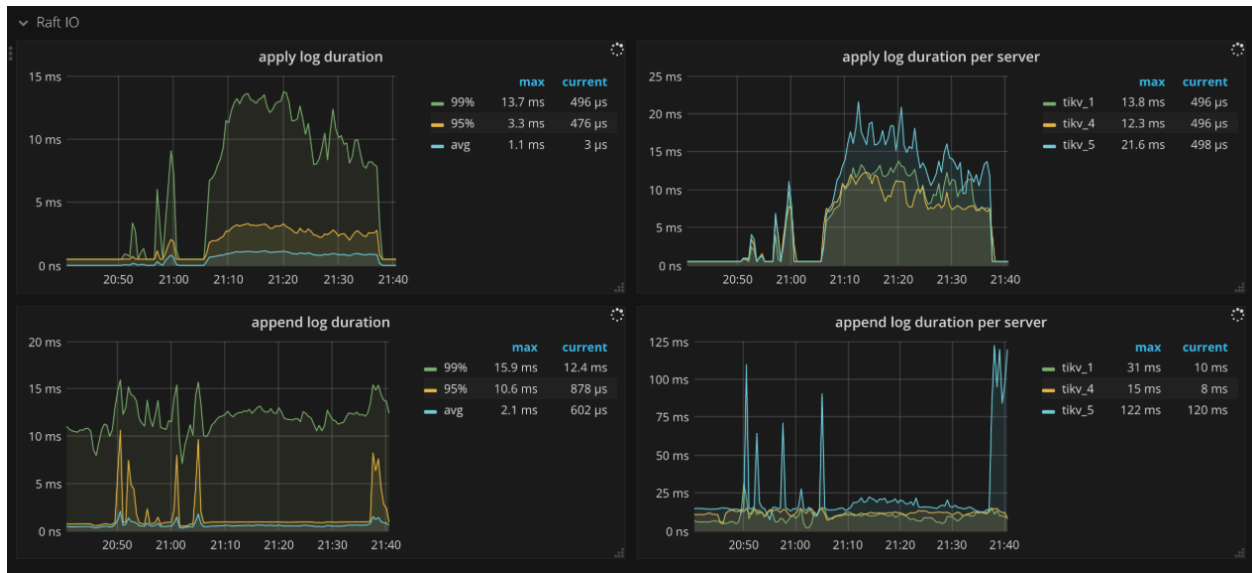 Raft IO
apply log duration
15 ms
10 ms
5 ms
0 ns
20:50 21:00 21:10 21:20 21:30 21:40
max current
99% 13.7 ms 496 µs
95% 3.3 ms 476 µs
avg 1.1 ms 3 µs
apply log duration per server
25 ms
20 ms
15 ms
10 ms
5 ms
0 ns
20:50 21:00 21:10 21:20 21:30 21:40
max current
tikv_1 13.8 ms 496 µs
tikv_4 12.3 ms 496 µs
tikv_5 21.6 ms 498 µs
append log duration
20 ms
15 ms
10 ms
5 ms
0 ns
20:50 21:00 21:10 21:20 21:30 21:40
max current
99% 15.9 ms 12.4 ms
95% 10.6 ms 878 µs
avg 2.1 ms 602 µs
append log duration per server
125 ms
100 ms
75 ms
50 ms
25 ms
0 ns
20:50 21:00 21:10 21:20 21:30 21:40
max current
tikv_1 31 ms 10 ms
tikv_4 15 ms 8 ms
tikv_5 122 ms 120 ms